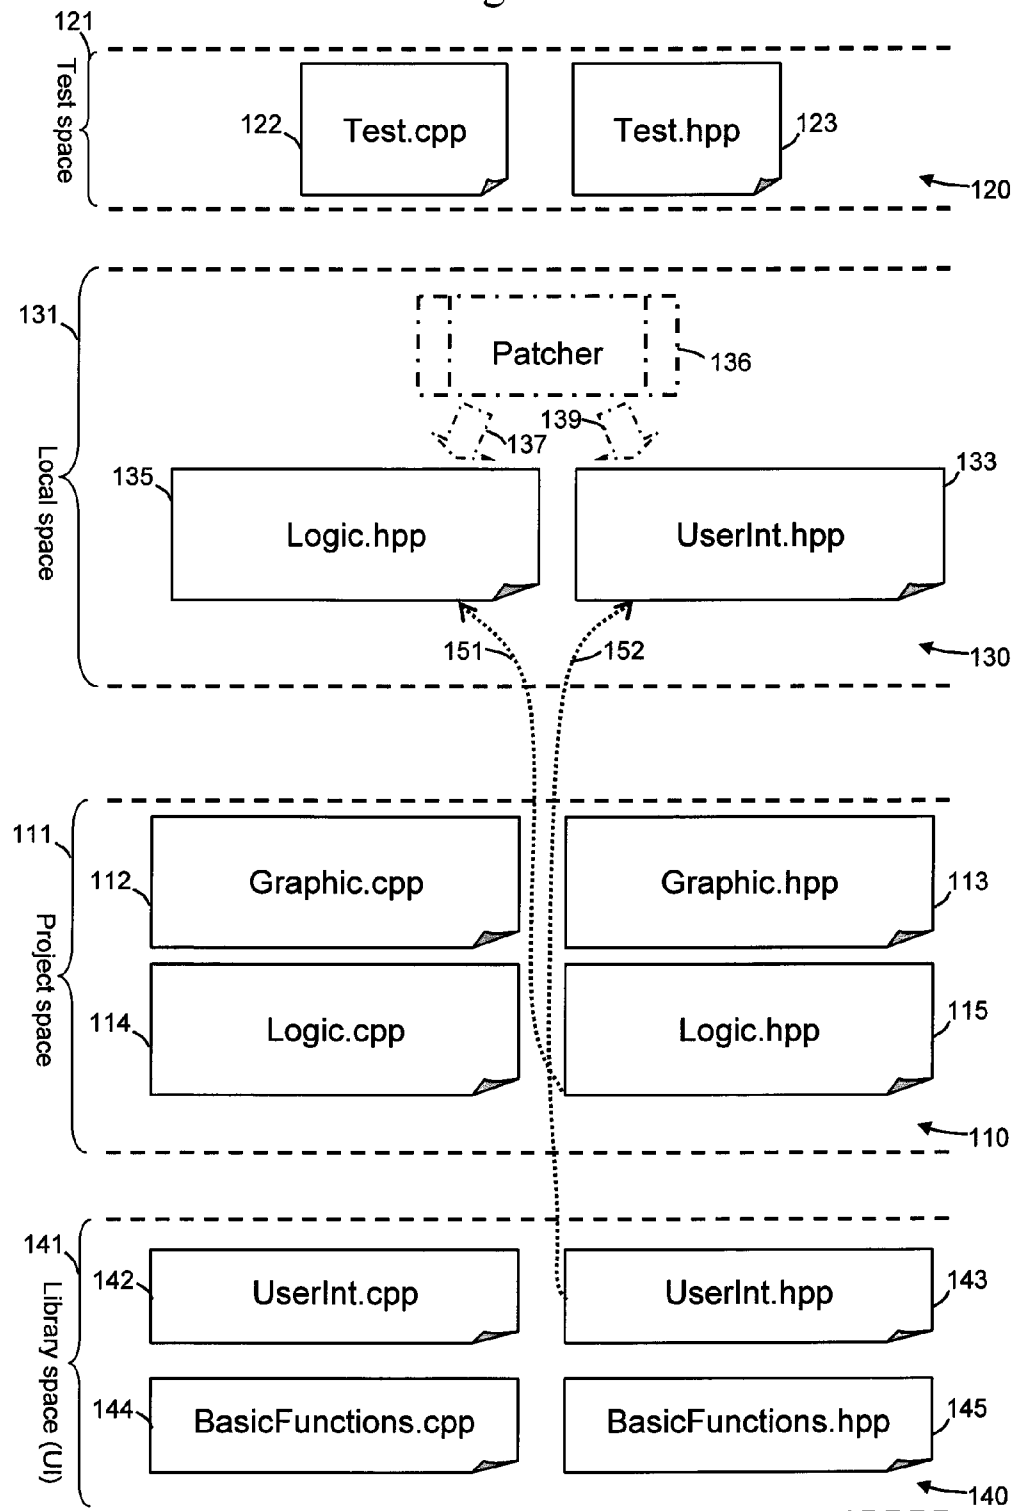 121
Test space
122
Test.cpp
Test.hpp
123
120
131
Local space
Patcher
136
137
139
135
Logic.hpp
UserInt.hpp
133
151
152
130
111
Project space
112
Graphic.cpp
Graphic.hpp
113
114
Logic.cpp
Logic.hpp
115
110
141
Library space (UI)
142
UserInt.cpp
UserInt.hpp
143
144
BasicFunctions.cpp
BasicFunctions.hpp
145
140